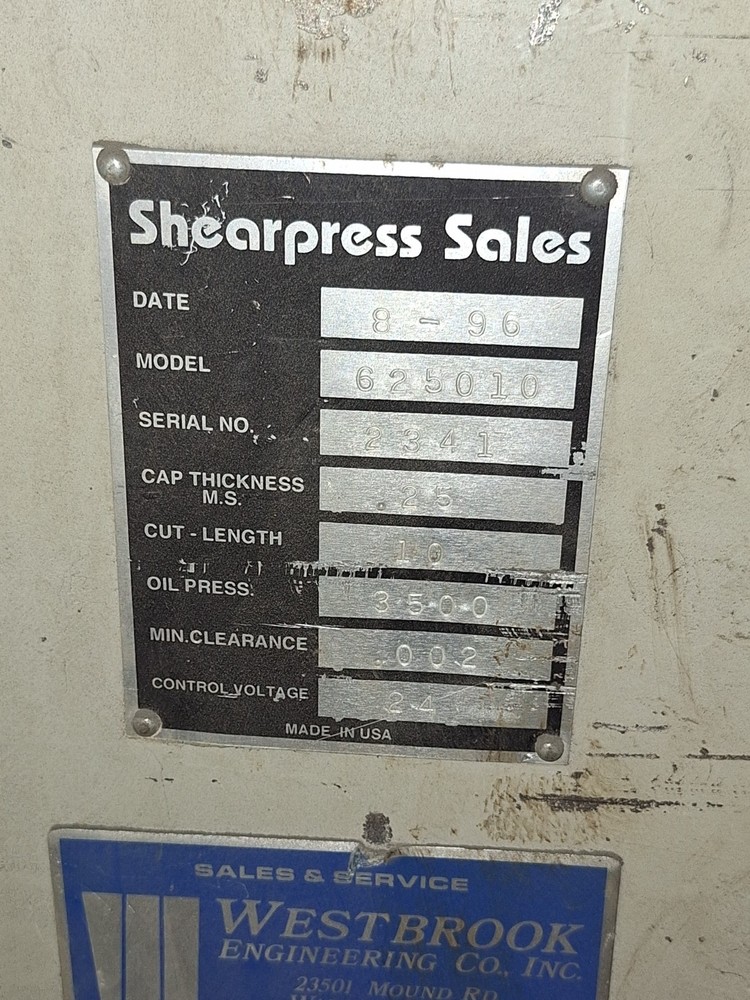 Shearpress Sales
DATE 8-96
MODEL 625010
SERIAL NO. 2341
CAP THICKNESS M.S. .25
CUT-LENGTH 10
OIL PRESS. 3500
MIN.CLEARANCE .002
CONTROL VOLTAGE 24
MADE IN USA
SALES & SERVICE
WESTBROOK
ENGINEERING CO., INC.
23501 MOUND RD.